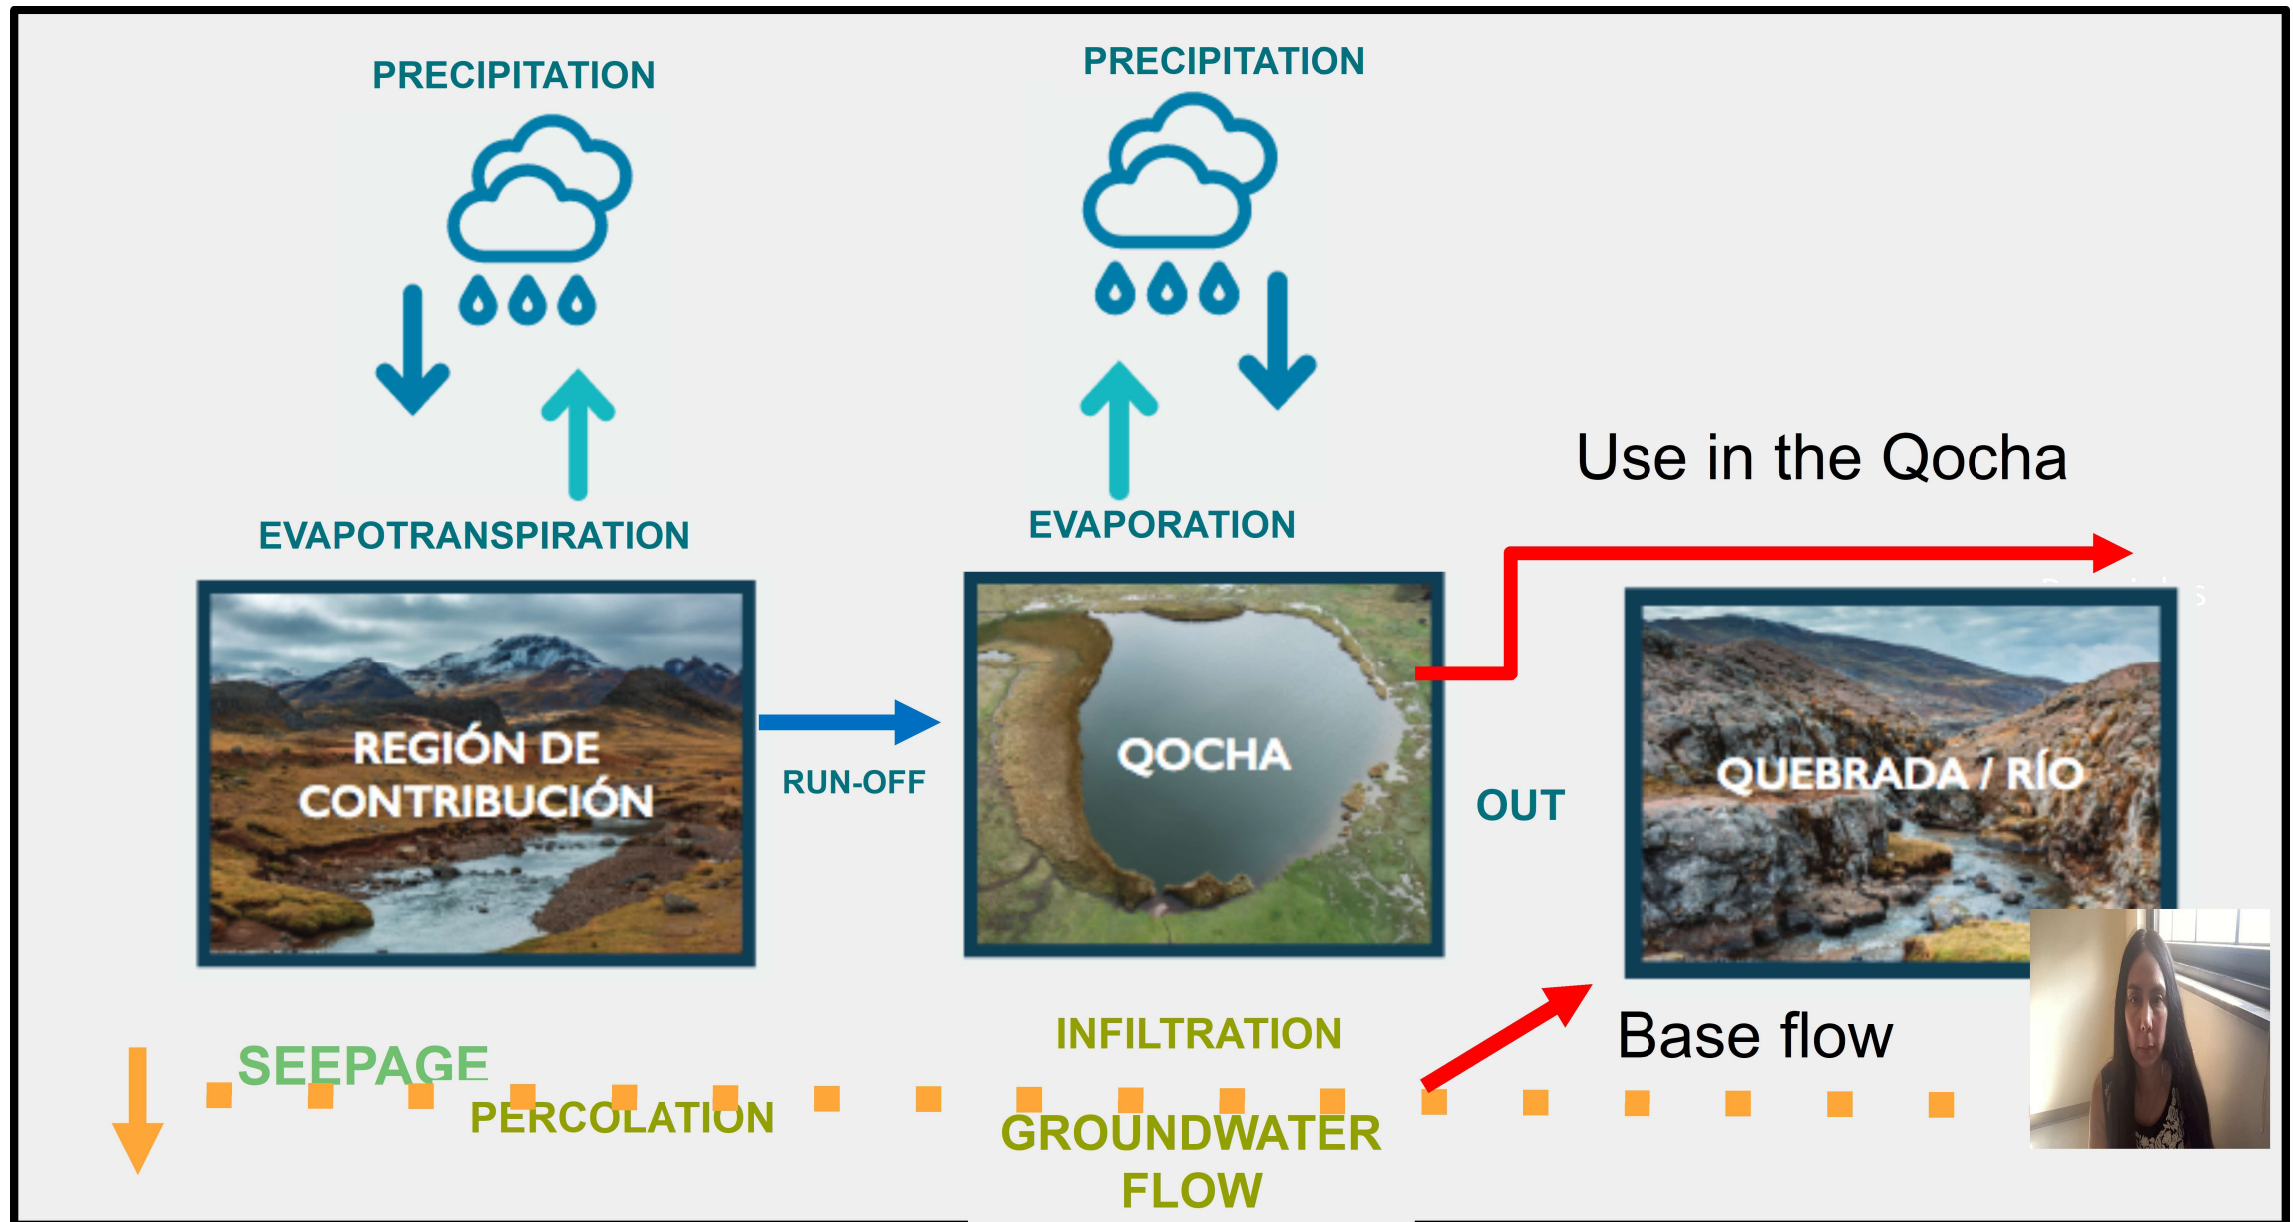 PRECIPITATION
PRECIPITATION
EVAPOTRANSPIRATION
EVAPORATION
Use in the Qocha
REGIÓN DE
CONTRIBUCIÓN
RUN-OFF
QOCHA
OUT
QUEBRADA / RÍO
SEEPAGE
PERCOLATION
INFILTRATION
GROUNDWATER
FLOW
Base flow